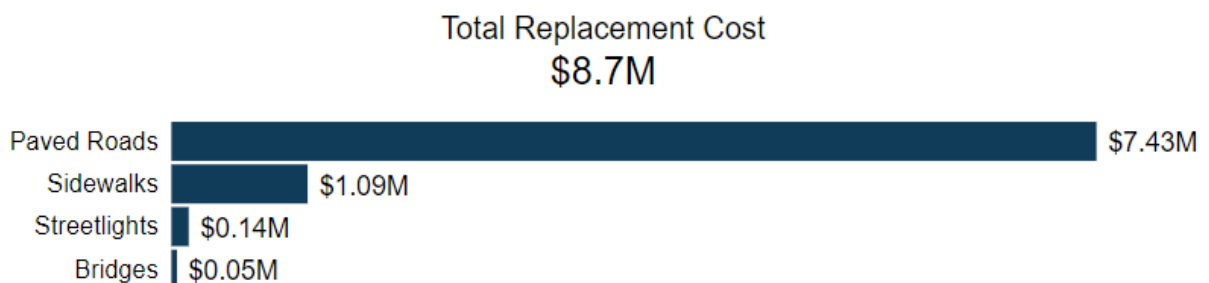 Total Replacement Cost
$8.7M
Paved Roads $7.43M
Sidewalks $1.09M
Streetlights $0.14M
Bridges $0.05M